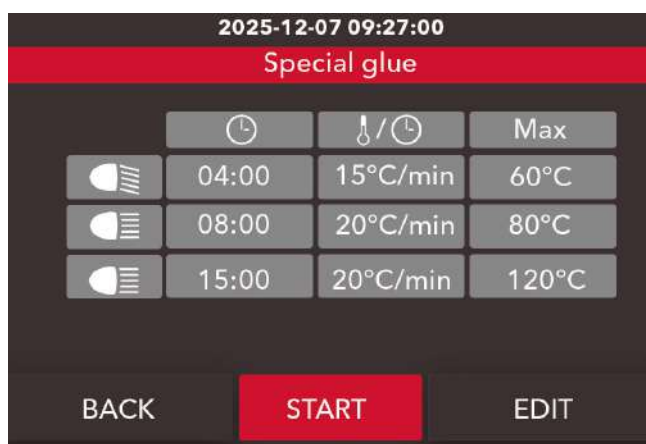 2025-12-07 09:27:00
Special glue
/ Max
04:00 15°C/min 60°C
08:00 20°C/min 80°C
15:00 20°C/min 120°C
BACK START EDIT